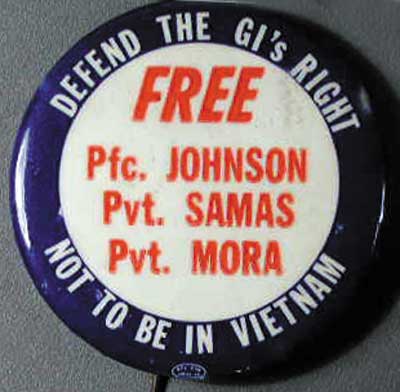 DEFEND THE GI's RIGHT
FREE
Pfc. JOHNSON
Pvt. SAMAS
Pvt. MORA
NOT TO BE IN VIETNAM